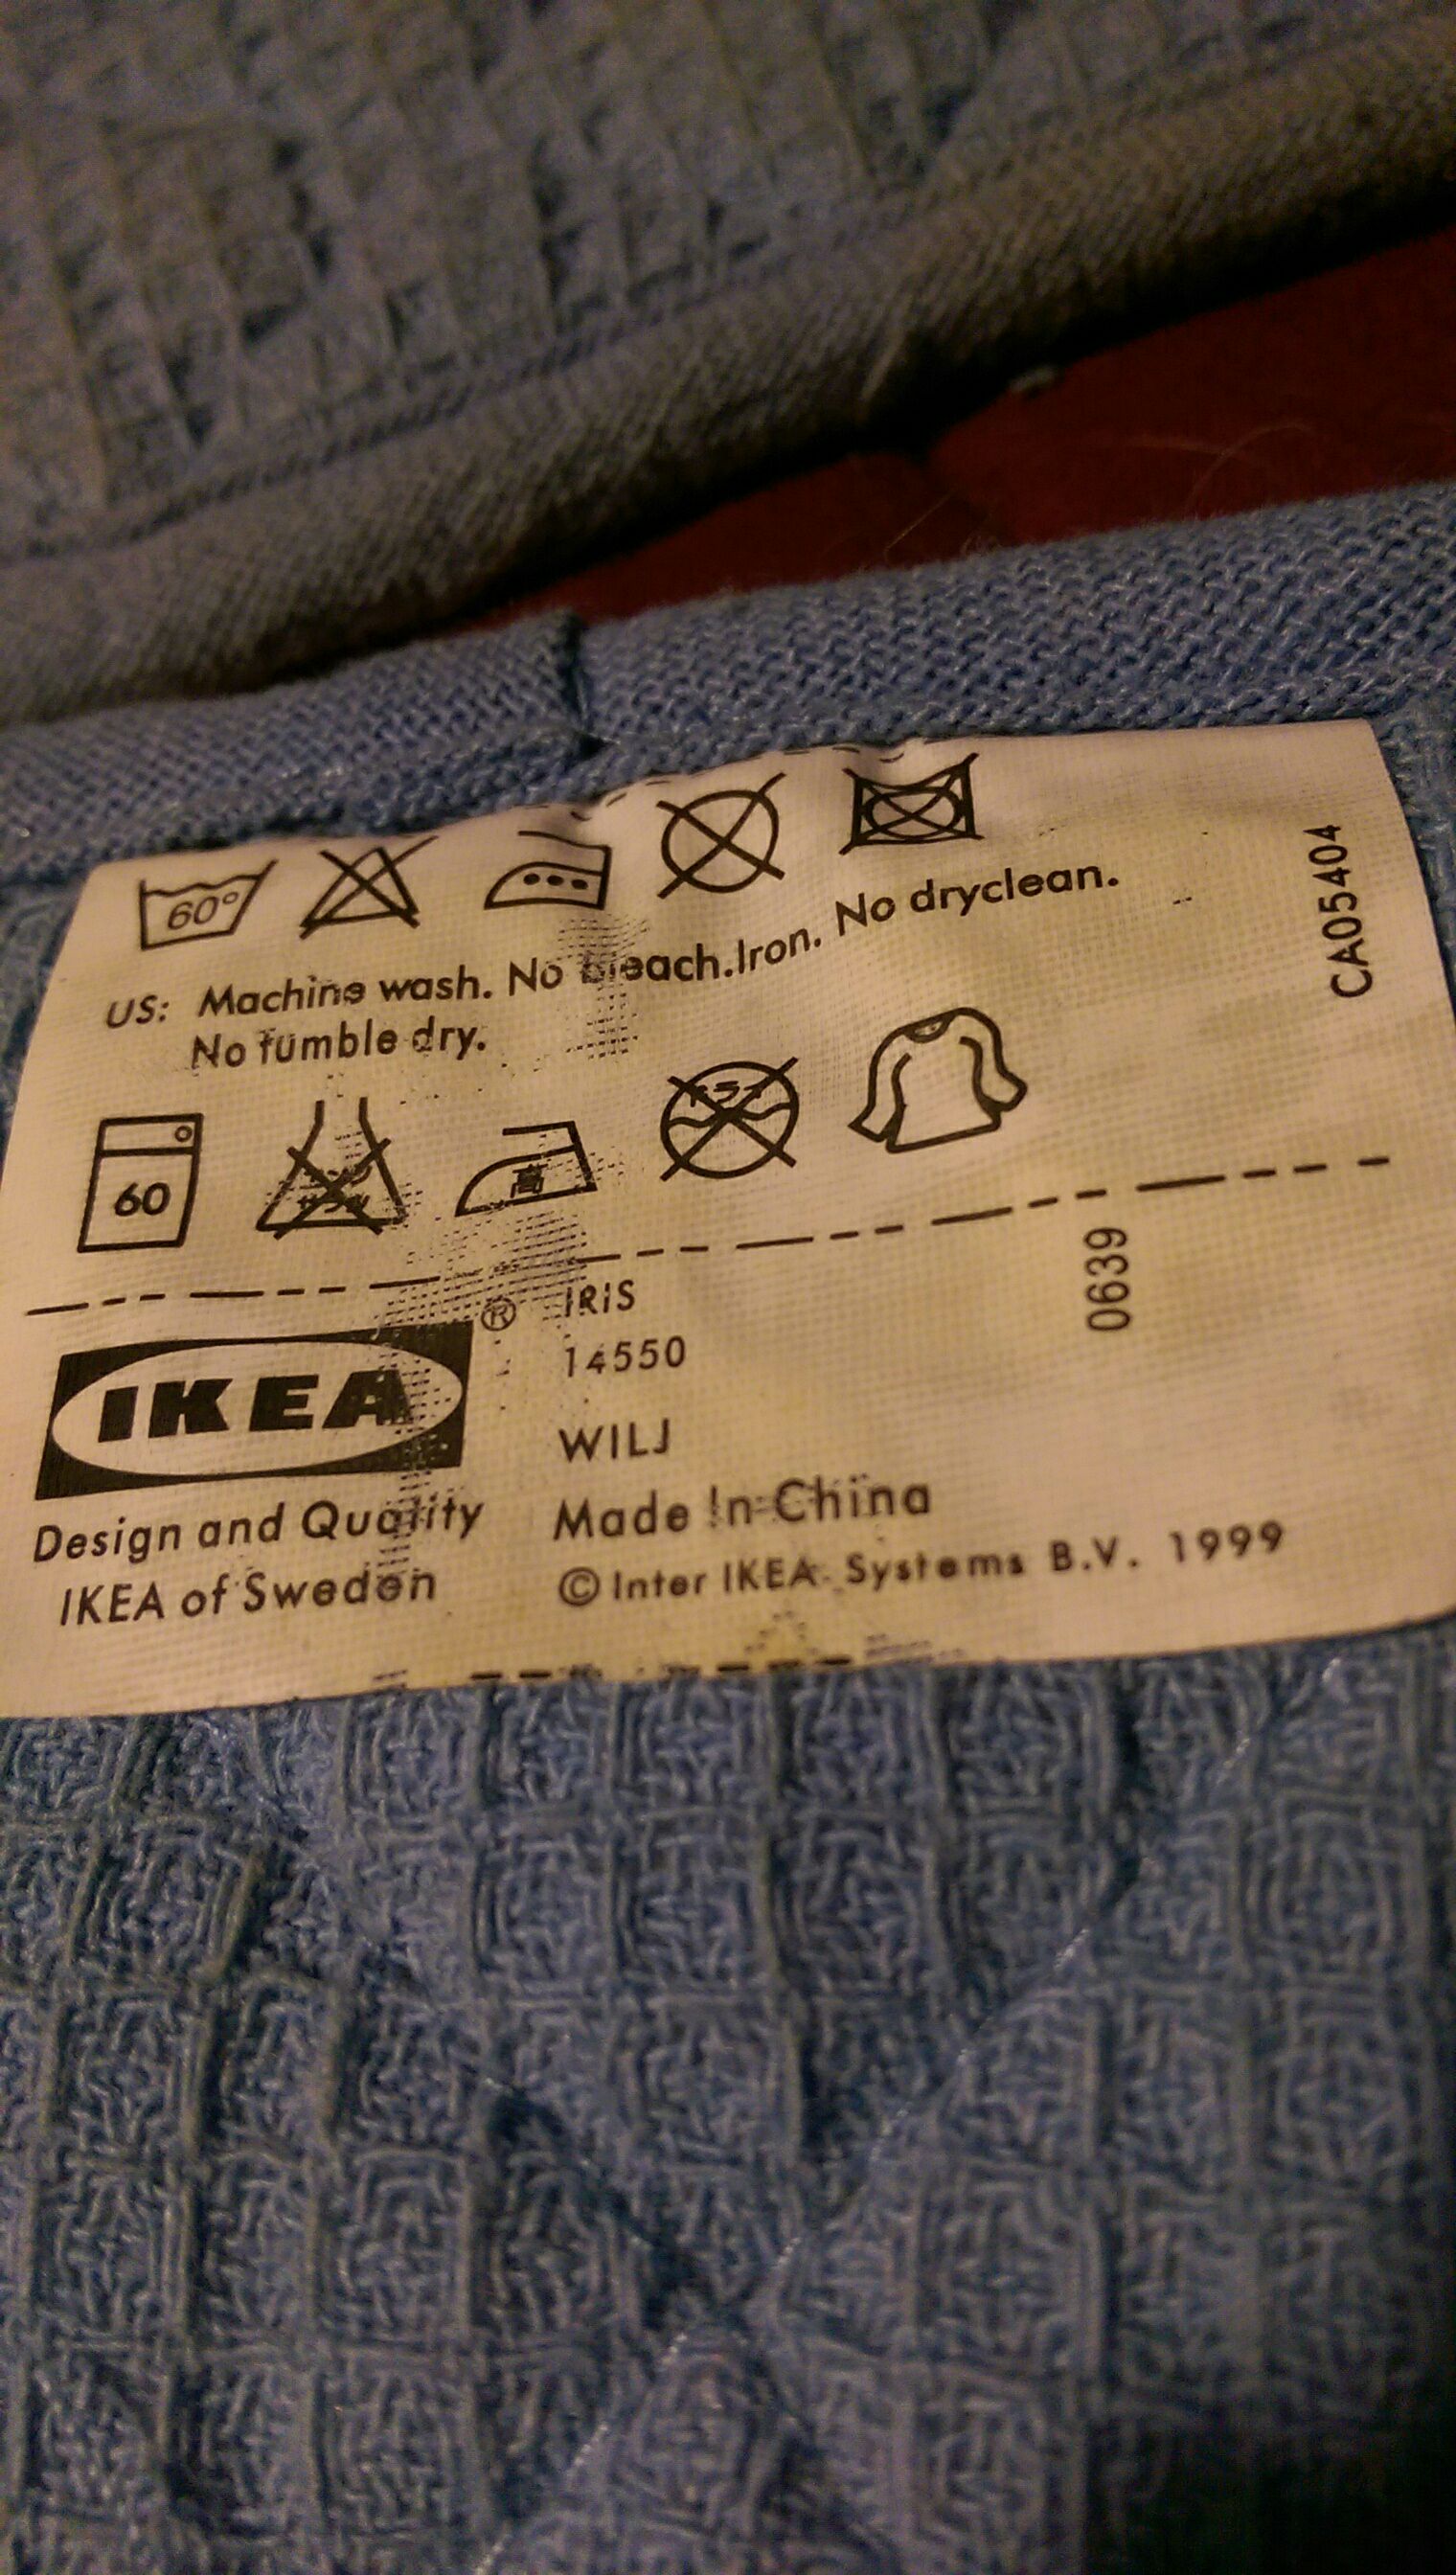 60°
US: Machine wash. No bleach. Iron. No dryclean.
No tumble dry.
CA05404
60
IKEA®
Design and Quality
IKEA of Sweden
IRIS
14550
WILJ
Made In China
© Inter IKEA Systems B.V. 1999
0639